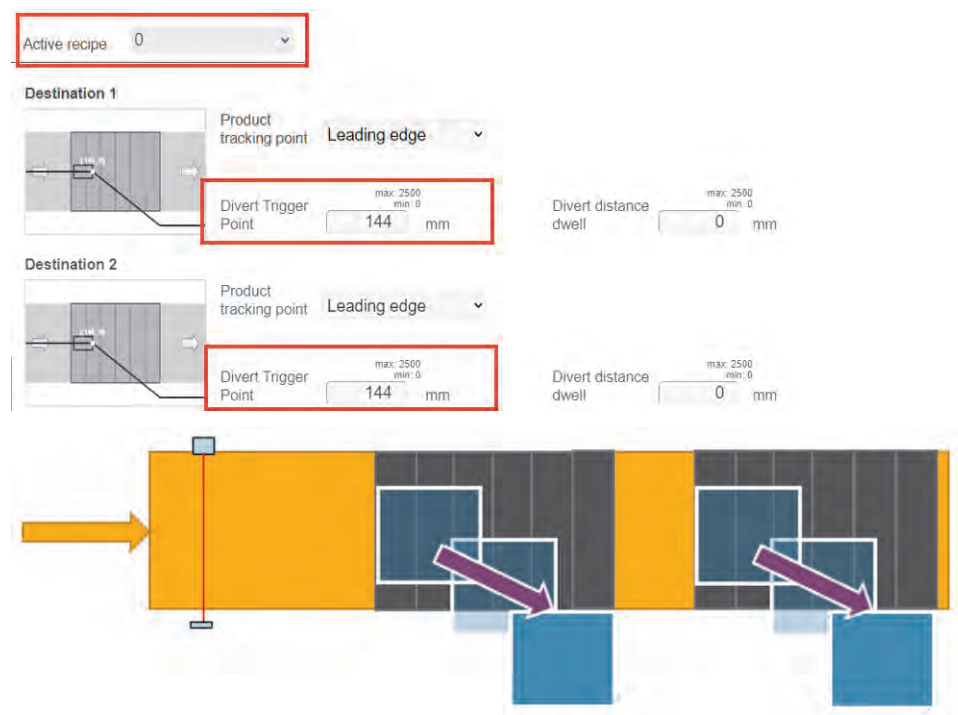 Active recipe 0
Destination 1
Product
tracking point Leading edge
max: 2500
min: 0
Divert Trigger
Point 144 mm
max: 2500
min: 0
Divert distance
dwell 0 mm
Destination 2
Product
tracking point Leading edge
max: 2500
min: 0
Divert Trigger
Point 144 mm
max: 2500
min: 0
Divert distance
dwell 0 mm